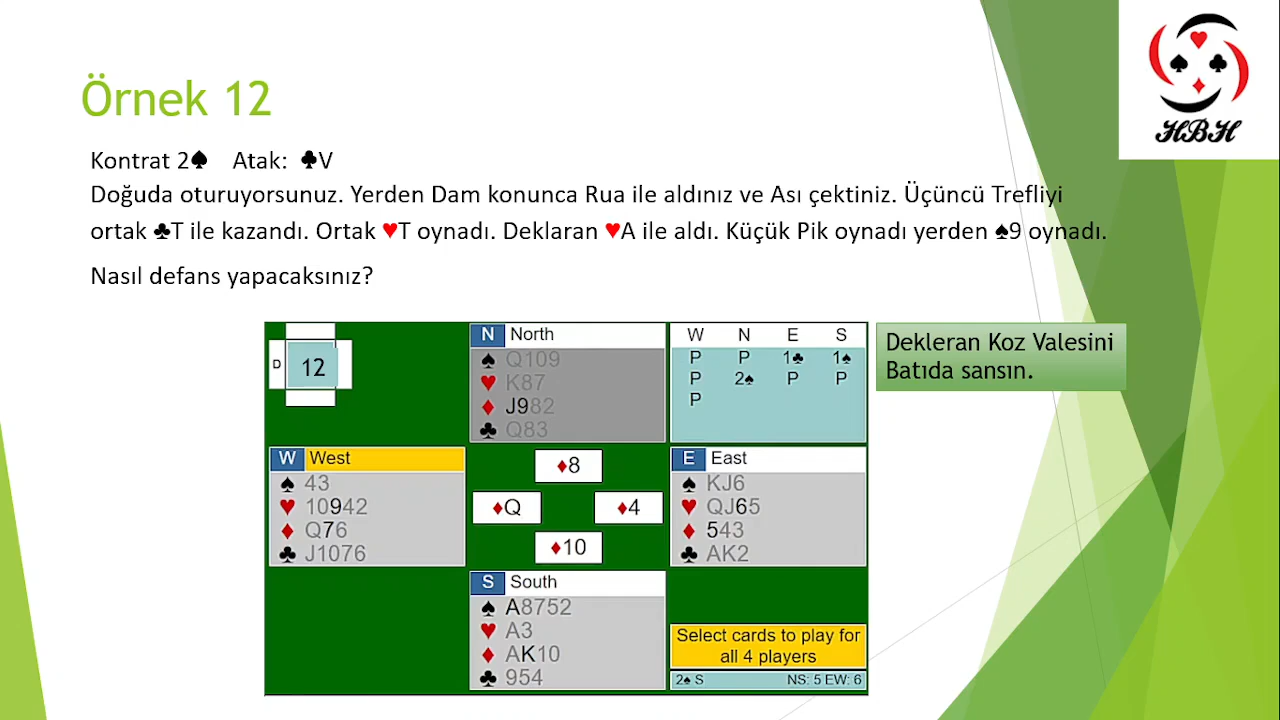 Örnek 12
HBH
Kontrat 2♠ Atak: ♣V
Doğuda oturuyorsunuz. Yerden Dam konunca Rua ile aldınız ve Ası çektiniz. Üçüncü Trefliyi
ortak ♣T ile kazandı. Ortak ♥T oynadı. Deklaran ♥A ile aldı. Küçük Pik oynadı yerden ♠9 oynadı.
Nasıl defans yapacaksınız?
D 12
N North
♠ Q109
♥ K87
♦ J982
♣ Q83
W N E S
P P 1♣ 1♠
P 2♠ P P
P
Dekleran Koz Valesini
Batıda sansın.
W West
♠ 43
♥ 10942
♦ Q76
♣ J1076
♦8
♦Q ♦4
♦10
E East
♠ KJ6
♥ QJ65
♦ 543
♣ AK2
S South
♠ A8752
♥ A3
♦ AK10
♣ 954
Select cards to play for
all 4 players
2♠ S NS: 5 EW: 6